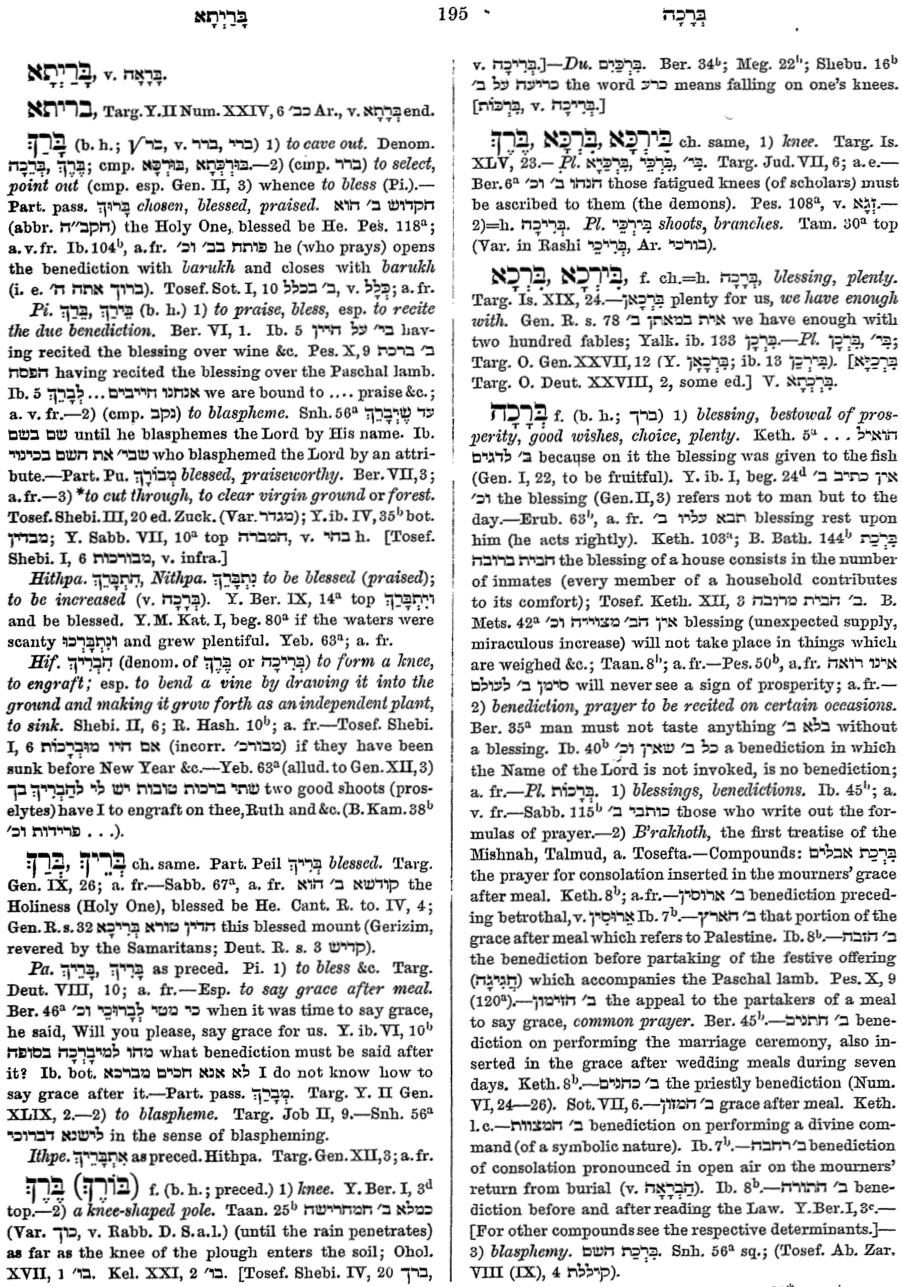 בָּרַיְתָא 195 בְּרָכָה
בָּרַיְתָא, v. בָּרָאָה.
בריתא, Targ. Y. II Num. XXIV, 6 כב׳ Ar., v. בְּרָתָא end.
בָּרַךְ (b. h.; √בר, v. ברי, ברר) 1) to cave out. Denom.
בֶּרֶךְ, בְּרֵכָה; cmp. בּוּרְכְּתָא, בּוּרְכָּא.—2) (cmp. ברר) to select,
point out (cmp. esp. Gen. II, 3) whence to bless (Pi.).—
Part. pass. בָּרוּךְ chosen, blessed, praised. הקדוש ב׳ הוא
(abbr. הקב״ה) the Holy One, blessed be He. Pes. 118ᵃ;
a. v. fr. Ib. 104ᵇ, a. fr. פותח בב׳ וכ׳ he (who prays) opens
the benediction with barukh and closes with barukh
(i. e. ברוך אתה ה׳). Tosef. Sot. I, 10 ב׳ בכלל, v. כְּלָל; a. fr.
Pi. בֵּירֵךְ, בֵּרֵךְ (b. h.) 1) to praise, bless, esp. to recite
the due benediction. Ber. VI, 1. Ib. 5 בי׳ על היין hav-
ing recited the blessing over wine &c. Pes. X, 9 ב׳ ברכת
הפסח having recited the blessing over the Paschal lamb.
Ib. 5 אנחנו חייבים... לְבָרֵךְ we are bound to .... praise &c.;
a. v. fr.—2) (cmp. נקב) to blaspheme. Snh. 56ᵃ עד שֶׁיְּבָרֵךְ
שם בשם until he blasphemes the Lord by His name. Ib.
שבי׳ את השם בכינוי who blasphemed the Lord by an attri-
bute.—Part. Pu. מְבוֹרָךְ blessed, praiseworthy. Ber. VII, 3;
a. fr.—3) *to cut through, to clear virgin ground or forest.
Tosef. Shebi. III, 20 ed. Zuck. (Var. מגדר); Y. ib. IV, 35ᵇ bot.
מבדין; Y. Sabb. VII, 10ᵃ top המברח, v. בחי h. [Tosef.
Shebi. I, 6 מבורכות, v. infra.]
Hithpa. הִתְבָּרֵךְ, Nithpa. נִתְבָּרֵךְ to be blessed (praised);
to be increased (v. בְּרָכָה). Y. Ber. IX, 14ᵃ top וְיִתְבָּרֵךְ
and be blessed. Y. M. Kat. I, beg. 80ᵃ if the waters were
scanty וְנִתְבָּרְכוּ and grew plentiful. Yeb. 63ᵃ; a. fr.
Hif. הִבְרִיךְ (denom. of בֶּרֶךְ or בְּרִיכָה) to form a knee,
to engraft; esp. to bend a vine by drawing it into the
ground and making it grow forth as an independent plant,
to sink. Shebi. II, 6; R. Hash. 10ᵇ; a. fr.—Tosef. Shebi.
I, 6 אם היו מוּבְרָכוֹת (incorr. מבורכ׳) if they have been
sunk before New Year &c.—Yeb. 63ᵃ (allud. to Gen. XII, 3)
שתי ברכות טובות יש לי לְהַבְרִיךְ בך two good shoots (pros-
elytes) have I to engraft on thee, Ruth and &c. (B. Kam. 38ᵇ
פרידות וכ׳ ...).
בְּרֵיךְ, בְּרַךְ ch. same. Part. Peil בְּרִיךְ blessed. Targ.
Gen. IX, 26; a. fr.—Sabb. 67ᵃ, a. fr. קודשא ב׳ הוא the
Holiness (Holy One), blessed be He. Cant. R. to. IV, 4;
Gen. R. s. 32 הדין טורא בְּרִיכָא this blessed mount (Gerizim,
revered by the Samaritans; Deut. R. s. 3 קדיש).
Pa. בָּרֵיךְ, בָּרֵךְ as preced. Pi. 1) to bless &c. Targ.
Deut. VIII, 10; a. fr.—Esp. to say grace after meal.
Ber. 46ᵃ כי מטי לְבָרוּכֵי וכ׳ when it was time to say grace,
he said, Will you please, say grace for us. Y. ib. VI, 10ᵇ
מהו למיבְרְכָה בסופה what benediction must be said after
it? Ib. bot. לא אנא חכים מברכא I do not know how to
say grace after it.—Part. pass. מְבָרַךְ. Targ. Y. II Gen.
XLIX, 2.—2) to blaspheme. Targ. Job II, 9.—Snh. 56ᵃ
לישנא דברוכי in the sense of blaspheming.
Ithpe. אִתְבָּרֵיךְ as preced. Hithpa. Targ. Gen. XII, 3; a. fr.
בֶּרֶךְ (בּוֹרֶךְ) f. (b. h.; preced.) 1) knee. Y. Ber. I, 3ᵈ
top.—2) a knee-shaped pole. Taan. 25ᵇ כמלא ב׳ המחרישה
(Var. כּוֹךְ, v. Rabb. D. S. a. l.) (until the rain penetrates)
as far as the knee of the plough enters the soil; Ohol.
XVII, 1 בו׳. Kel. XXI, 2 בו׳. [Tosef. Shebi. IV, 20 ברך,
v. בְּרִיכָה.]—Du. בִּרְכַּיִם. Ber. 34ᵇ; Meg. 22ᵇ; Shebu. 16ᵇ
כריעה על ב׳ the word כרע means falling on one's knees.
[בְּרִכּוֹת, v. בְּרִיכָה.]
בִּירְכָּא, בִּרְכָּא, בְּרֵךְ ch. same, 1) knee. Targ. Is.
XLV, 23.—Pl. בִּרְכַּיָּא, בִּרְכֵּי, בי׳. Targ. Jud. VII, 6; a. e.—
Ber. 6ᵃ הנהו ב׳ וכ׳ those fatigued knees (of scholars) must
be ascribed to them (the demons). Pes. 108ᵃ, v. זְגָא.—
2)=h. בְּרִיכָה. Pl. בִּירְכֵי shoots, branches. Tam. 30ᵃ top
(Var. in Rashi בְּרִיכֵי, Ar. בורכי).
בִּירְכָא, בִּרְכָא, f. ch.=h. בְּרָכָה, blessing, plenty.
Targ. Is. XIX, 24.—בִּרְכָאן plenty for us, we have enough
with. Gen. R. s. 78 אית במאתן ב׳ we have enough with
two hundred fables; Yalk. ib. 133 בִּרְכָן.—Pl. בִּרְכָן, בי׳;
Targ. O. Gen. XXVII, 12 (Y. בִּרְכָאָן; ib. 13 בִּירְכָן). [בִּרְכַיָּא
Targ. O. Deut. XXVIII, 2, some ed.] V. בִּרְכְתָא.
בְּרָכָה f. (b. h.; ברך) 1) blessing, bestowal of pros-
perity, good wishes, choice, plenty. Keth. 5ᵃ ... הואיל
ב׳ לדגים because on it the blessing was given to the fish
(Gen. I, 22, to be fruitful). Y. ib. I, beg. 24ᵈ אין כתיב ב׳
וכ׳ the blessing (Gen. II, 3) refers not to man but to the
day.—Erub. 63ᵇ, a. fr. תבא עליו ב׳ blessing rest upon
him (he acts rightly). Keth. 103ᵃ; B. Bath. 144ᵇ בִּרְכַּת
הבית ברובה the blessing of a house consists in the number
of inmates (every member of a household contributes
to its comfort); Tosef. Keth. XII, 3 ב׳ הבית מרובה. B.
Mets. 42ᵃ אין הב׳ מצוייה וכ׳ blessing (unexpected supply,
miraculous increase) will not take place in things which
are weighed &c.; Taan. 8ᵇ; a. fr.—Pes. 50ᵇ, a. fr. אינו רואה
סימן ב׳ לעולם will never see a sign of prosperity; a. fr.—
2) benediction, prayer to be recited on certain occasions.
Ber. 35ᵃ man must not taste anything בלא ב׳ without
a blessing. Ib. 40ᵇ כל ב׳ שאין וכ׳ a benediction in which
the Name of the Lord is not invoked, is no benediction;
a. fr.—Pl. בְּרָכוֹת. 1) blessings, benedictions. Ib. 45ᵇ; a.
v. fr.—Sabb. 115ᵇ כותבי ב׳ those who write out the for-
mulas of prayer.—2) B'rakhoth, the first treatise of the
Mishnah, Talmud, a. Tosefta.—Compounds: בִּרְכַּת אבלים
the prayer for consolation inserted in the mourners' grace
after meal. Keth. 8ᵇ; a. fr.—ב׳ ארוסין benediction preced-
ing betrothal, v. אֵרוּסִין. Ib. 7ᵇ.—ב׳ הארץ that portion of the
grace after meal which refers to Palestine. Ib. 8ᵇ.—ב׳ הזבח
the benediction before partaking of the festive offering
(חֲגִיגָה) which accompanies the Paschal lamb. Pes. X, 9
(120ᵃ).—ב׳ הזימון the appeal to the partakers of a meal
to say grace, common prayer. Ber. 45ᵇ.—ב׳ חתנים bene-
diction on performing the marriage ceremony, also in-
serted in the grace after wedding meals during seven
days. Keth. 8ᵇ.—ב׳ כהנים the priestly benediction (Num.
VI, 24—26). Sot. VII, 6.—ב׳ המזון grace after meal. Keth.
l. c.—ב׳ המצוות benediction on performing a divine com-
mand (of a symbolic nature). Ib. 7ᵇ.—ב׳ רחבה benediction
of consolation pronounced in open air on the mourners'
return from burial (v. הַבְרָאָה). Ib. 8ᵇ.—ב׳ התורה bene-
diction before and after reading the Law. Y. Ber. I, 3ᶜ.—
[For other compounds see the respective determinants.]—
3) blasphemy. בִּרְכַּת השם. Snh. 56ᵃ sq.; (Tosef. Ab. Zar.
VIII (IX), 4 קיללת).